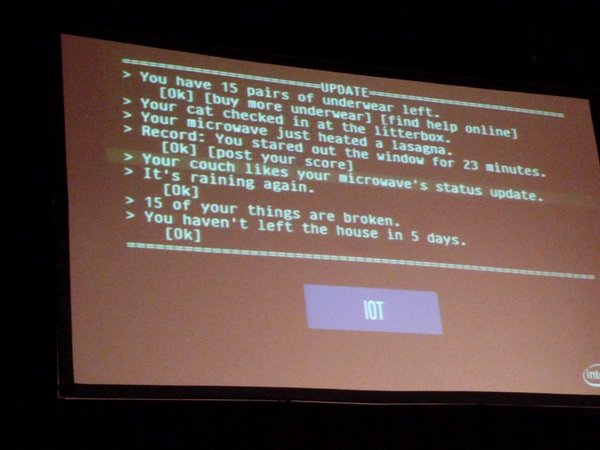 UPDATE
> You have 15 pairs of underwear left.
[Ok] [buy more underwear] [find help online]
> Your cat checked in at the litterbox.
> Your microwave just heated a lasagna.
> Record: You stared out the window for 23 minutes.
[Ok] [post your score]
> Your couch likes your microwave's status update.
> It's raining again.
[Ok]
> 15 of your things are broken.
> You haven't left the house in 5 days.
[Ok]
IOT